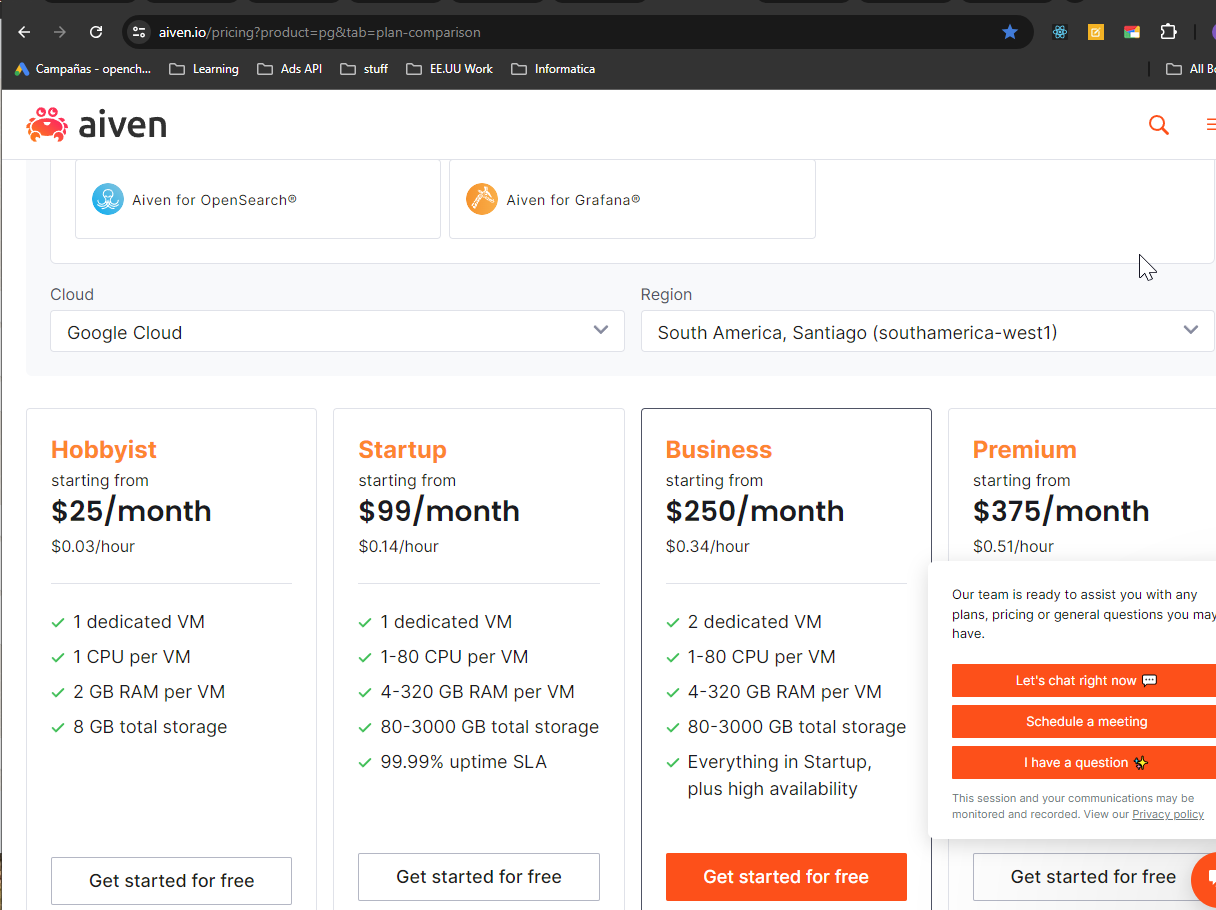 aiven.io/pricing?product=pg&tab=plan-comparison
Campañas - opench...
Learning
Ads API
stuff
EE.UU Work
Informatica
aiven
Aiven for OpenSearch®
Aiven for Grafana®
Cloud
Region
Google Cloud
South America, Santiago (southamerica-west1)
Hobbyist
starting from
$25/month
$0.03/hour
1 dedicated VM
1 CPU per VM
2 GB RAM per VM
8 GB total storage
Get started for free
Startup
starting from
$99/month
$0.14/hour
1 dedicated VM
1-80 CPU per VM
4-320 GB RAM per VM
80-3000 GB total storage
99.99% uptime SLA
Get started for free
Business
starting from
$250/month
$0.34/hour
2 dedicated VM
1-80 CPU per VM
4-320 GB RAM per VM
80-3000 GB total storage
Everything in Startup,
plus high availability
Get started for free
Premium
starting from
$375/month
$0.51/hour
Get started for free
Our team is ready to assist you with any
plans, pricing or general questions you may
have.
Let's chat right now 💬
Schedule a meeting
I have a question ✨
This session and your communications may be
monitored and recorded. View our Privacy policy